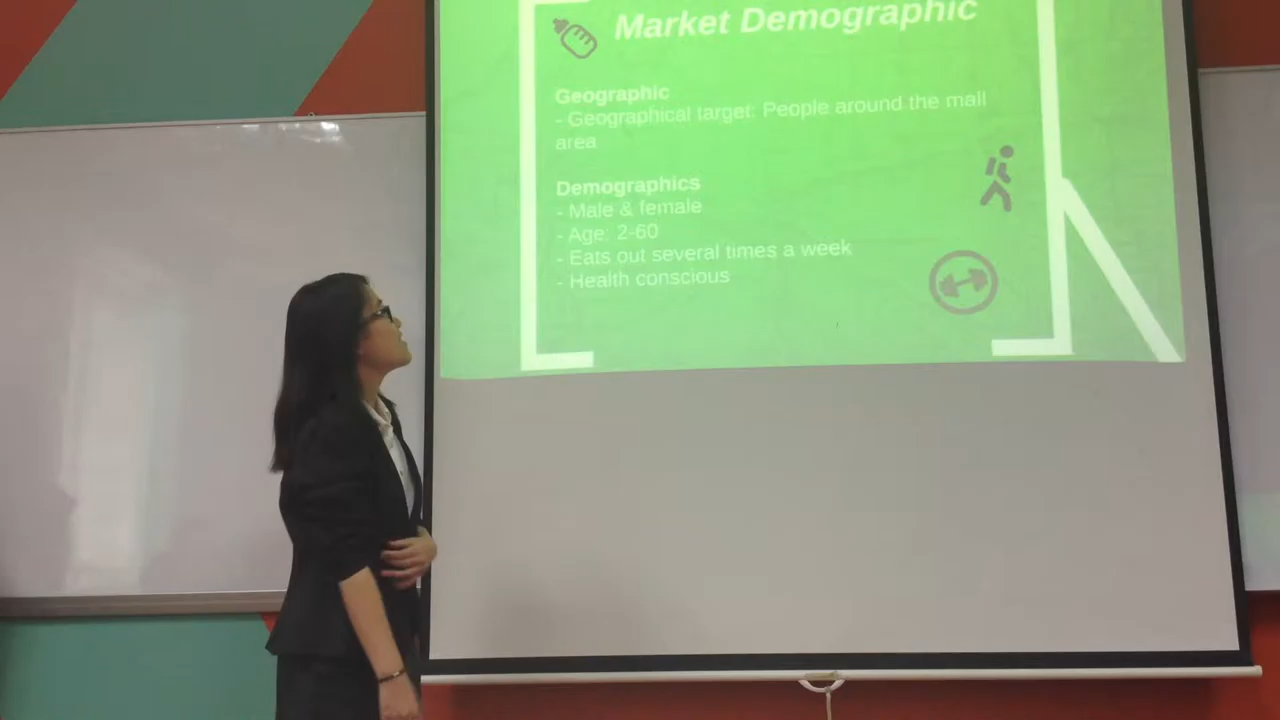 Market Demographic
Geographic
- Geographical target: People around the mall
area
Demographics
- Male & female
- Age: 2-60
- Eats out several times a week
- Health conscious